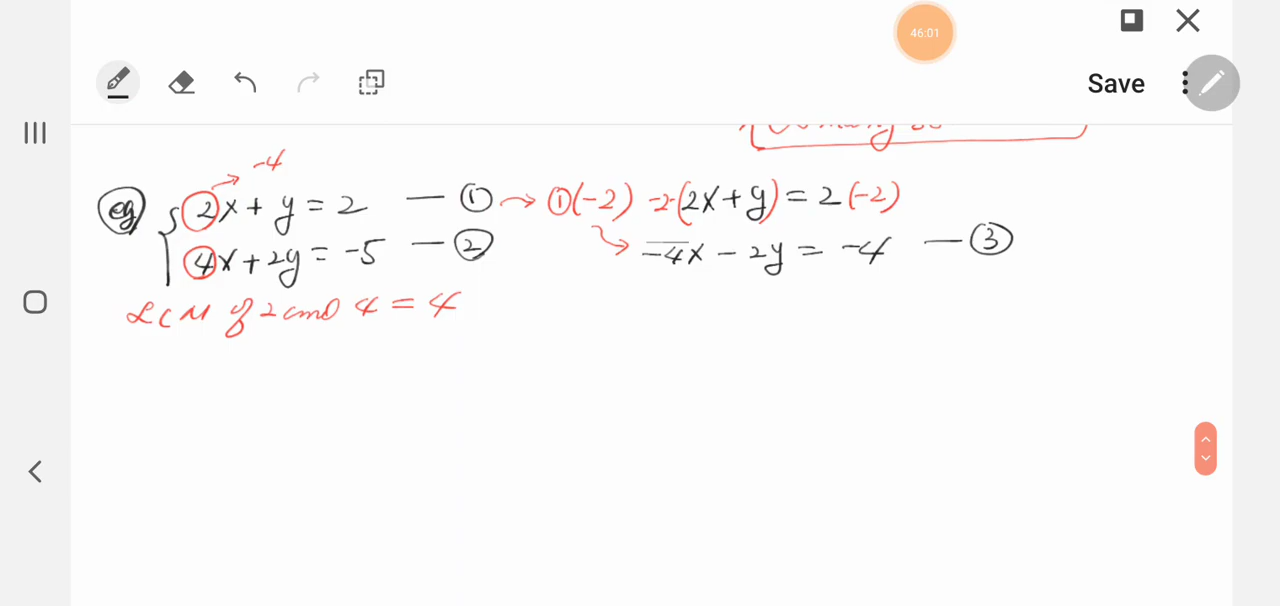 46:01
Save
-4
eg 2x + y = 2 — ① → ①(-2) -2(2x+y) = 2(-2)
4x + 2y = -5 — ② → -4x - 2y = -4 — ③
LCM of 2 and 4 = 4